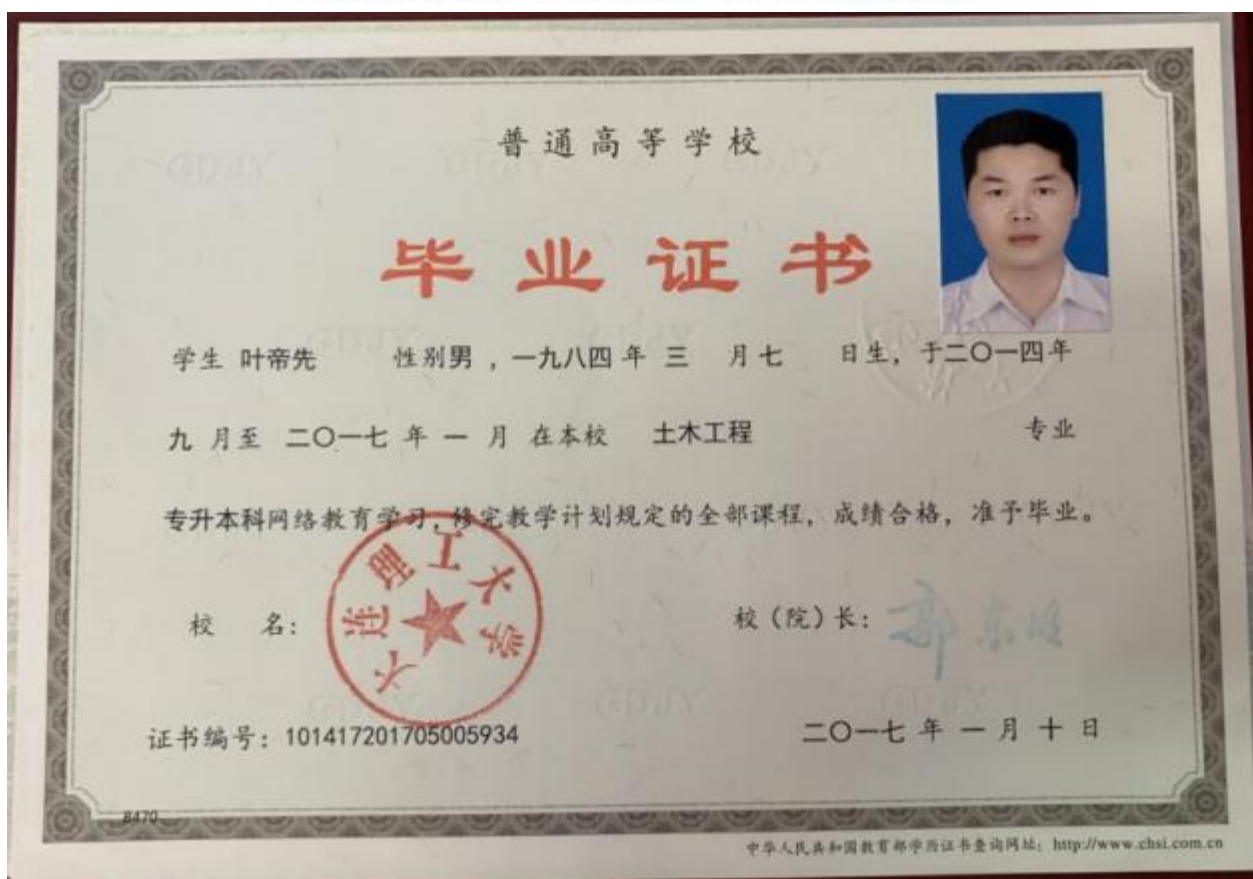 普通高等学校
毕业证书
学生 叶帝先 性别男 ，一九八四 年 三 月 七 日生，于二〇一四年
九 月至 二〇一七 年 一 月 在本校 土木工程 专业
专升本科网络教育学习，修完教学计划规定的全部课程，成绩合格，准予毕业。
大连理工大学
校 名： 校（院）长：
证书编号：101417201705005934 二〇一七 年 一 月 十 日
8470
中华人民共和国教育部学历证书查询网址：http://www.chsi.com.cn